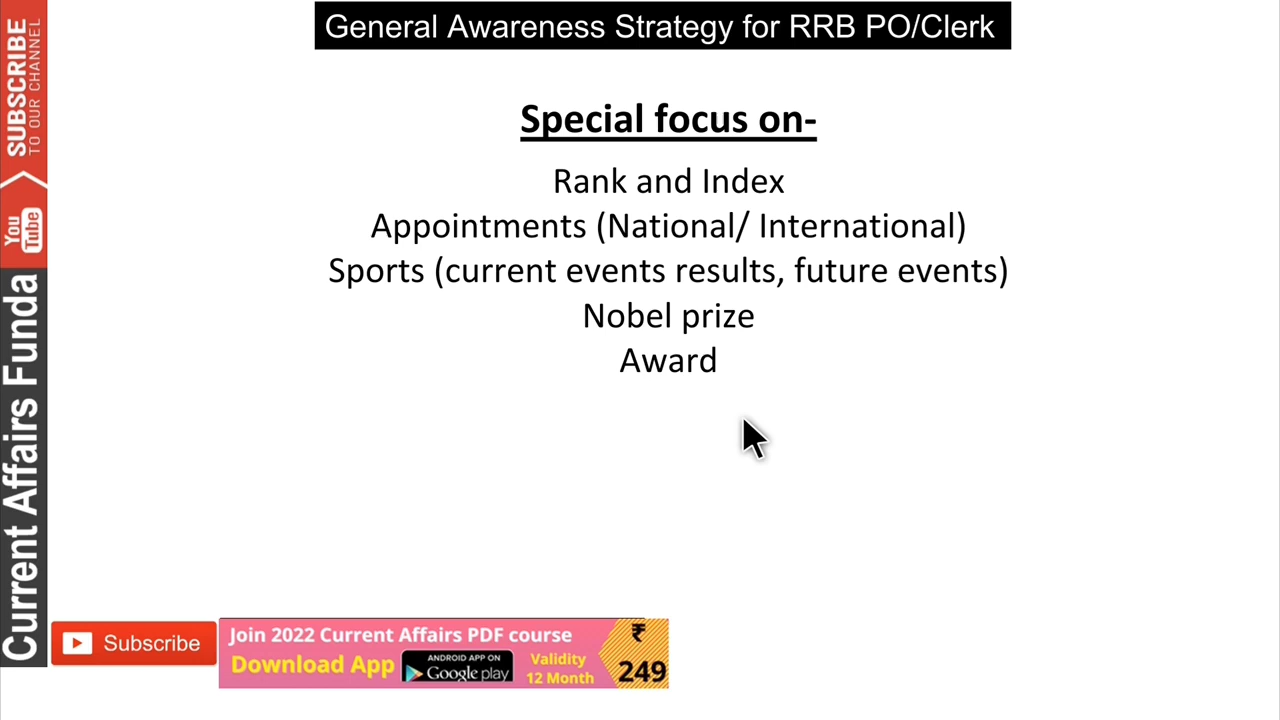 General Awareness Strategy for RRB PO/Clerk
Special focus on-
Rank and Index
Appointments (National/ International)
Sports (current events results, future events)
Nobel prize
Award
SUBSCRIBE
TO OUR CHANNEL
You
Tube
Current Affairs Funda
Subscribe
Join 2022 Current Affairs PDF course
Download App
ANDROID APP ON
Google play
Validity
12 Month
₹
249